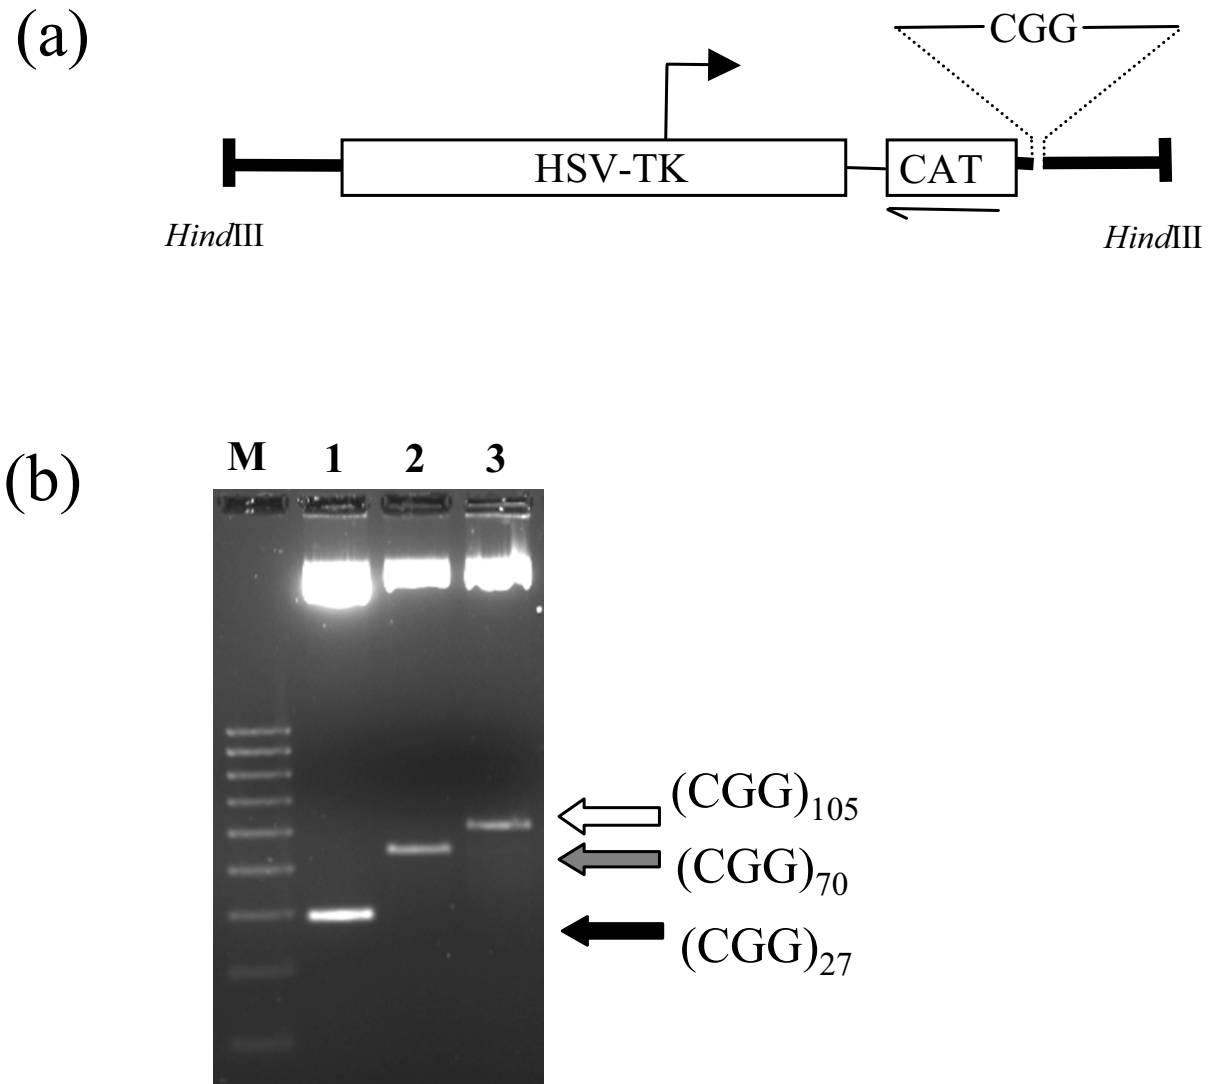 (a)
CGG
HSV-TK CAT
HindIII HindIII
(b)
M 1 2 3
(CGG)105
(CGG)70
(CGG)27